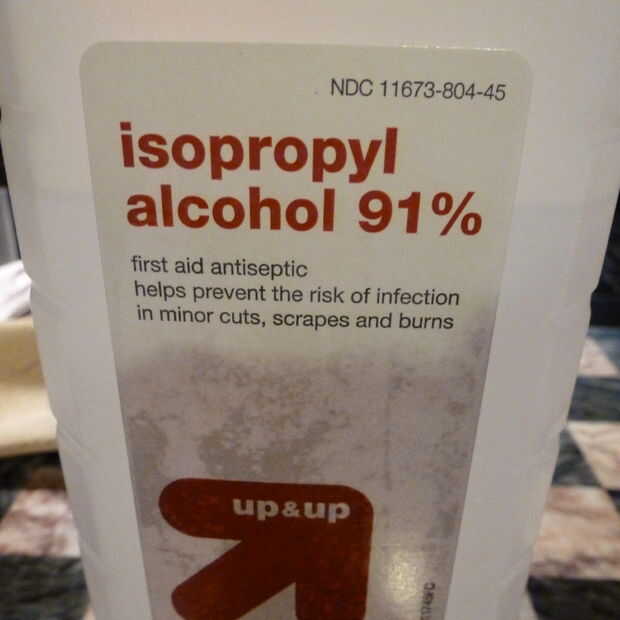 NDC 11673-804-45
isopropyl
alcohol 91%
first aid antiseptic
helps prevent the risk of infection
in minor cuts, scrapes and burns
up&up